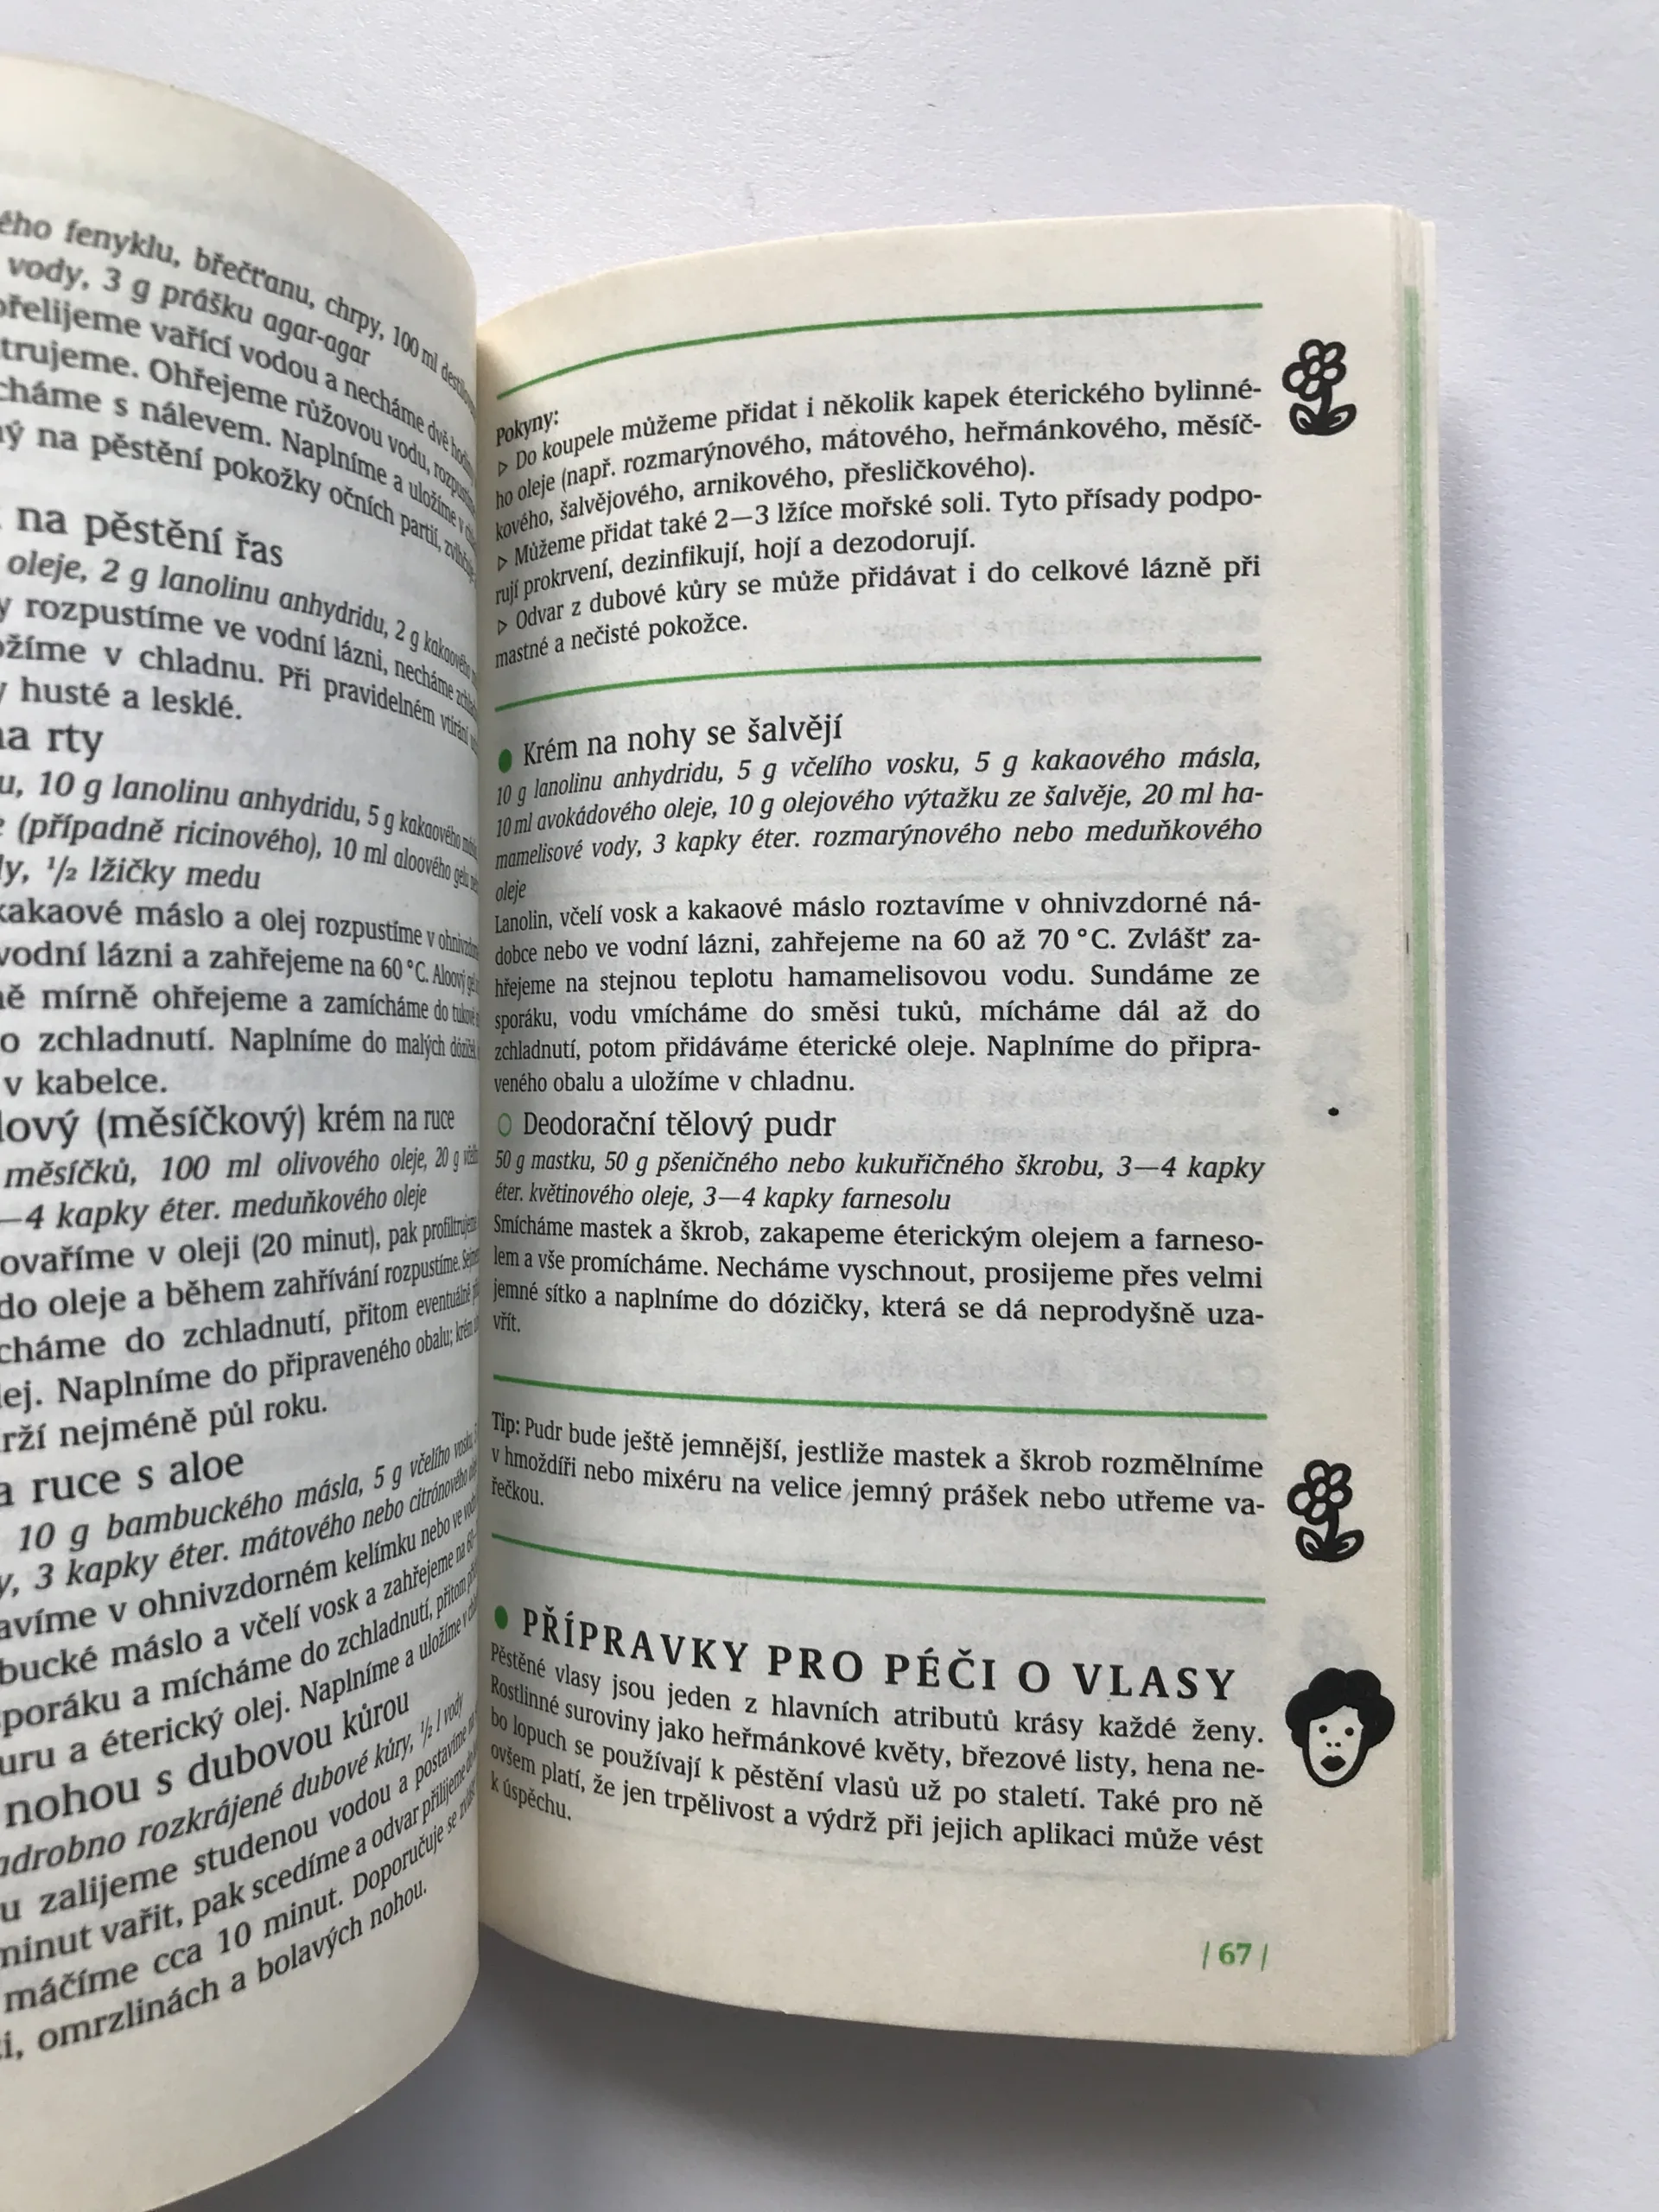 ého fenyklu, břečťanu, chrpy, 100 ml
vody, 3 g prášku agar-agar
přelijeme vařící vodou a necháme dvě hodiny
trujeme. Ohřejeme růžovou vodu,
cháme s nálevem. Naplníme a uložíme v
ý na pěstění pokožky očních partií,
na pěstění řas
oleje, 2 g lanolinu anhydridu, 2 g kakaového
y rozpustíme ve vodní lázni, necháme
ožíme v chladnu. Při pravidelném vtírání
y husté a lesklé.
na rty
u, 10 g lanolinu anhydridu, 5 g kakaového
e (případně ricinového), 10 ml aloového gelu
dy, ½ lžičky medu
kakaové máslo a olej rozpustíme v
vodní lázni a zahřejeme na 60 °C. Aloový gel
ně mírně ohřejeme a zamícháme do tukové
o zchladnutí. Naplníme do malých
v kabelce.
lový (měsíčkový) krém na ruce
měsíčků, 100 ml olivového oleje, 20 g
—4 kapky éter. meduňkového oleje
ovaříme v oleji (20 minut), pak profiltrujeme
do oleje a během zahřívání rozpustíme.
cháme do zchladnutí, přitom eventuálně
lej. Naplníme do připraveného obalu; krém
rží nejméně půl roku.
a ruce s aloe
10 g bambuckého másla, 5 g včelího vosku,
y, 3 kapky éter. mátového nebo citrónového
avíme v ohnivzdorném kelímku nebo ve
bucké máslo a včelí vosk a zahřejeme na 60
sporáku a mícháme do zchladnutí, přitom
uru a éterický olej. Naplníme a uložíme v
nohou s dubovou kůrou
adrobno rozkrájené dubové kůry, ½ l vody
u zalijeme studenou vodou a postavíme
minut vařit, pak scedíme a odvar přilijeme
máčíme cca 10 minut. Doporučuje se
ti, omrzlinách a bolavých nohou.
Pokyny:
▷ Do koupele můžeme přidat i několik kapek éterického bylinné-
ho oleje (např. rozmarýnového, mátového, heřmánkového, měsíč-
kového, šalvějového, arnikového, přesličkového).
▷ Můžeme přidat také 2—3 lžíce mořské soli. Tyto přísady podpo-
rují prokrvení, dezinfikují, hojí a dezodorují.
▷ Odvar z dubové kůry se může přidávat i do celkové lázně při
mastné a nečisté pokožce.
● Krém na nohy se šalvějí
10 g lanolinu anhydridu, 5 g včelího vosku, 5 g kakaového másla,
10 ml avokádového oleje, 10 g olejového výtažku ze šalvěje, 20 ml ha-
mamelisové vody, 3 kapky éter. rozmarýnového nebo meduňkového
oleje
Lanolin, včelí vosk a kakaové máslo roztavíme v ohnivzdorné ná-
dobce nebo ve vodní lázni, zahřejeme na 60 až 70 °C. Zvlášť za-
hřejeme na stejnou teplotu hamamelisovou vodu. Sundáme ze
sporáku, vodu vmícháme do směsi tuků, mícháme dál až do
zchladnutí, potom přidáváme éterické oleje. Naplníme do připra-
veného obalu a uložíme v chladnu.
○ Deodorační tělový pudr
50 g mastku, 50 g pšeničného nebo kukuřičného škrobu, 3—4 kapky
éter. květinového oleje, 3—4 kapky farnesolu
Smícháme mastek a škrob, zakapeme éterickým olejem a farneso-
lem a vše promícháme. Necháme vyschnout, prosijeme přes velmi
jemné sítko a naplníme do dózičky, která se dá neprodyšně uza-
vřít.
Tip: Pudr bude ještě jemnější, jestliže mastek a škrob rozmělníme
v hmoždíři nebo mixéru na velice jemný prášek nebo utřeme va-
řečkou.
● PŘÍPRAVKY PRO PÉČI O VLASY
Pěstěné vlasy jsou jeden z hlavních atributů krásy každé ženy.
Rostlinné suroviny jako heřmánkové květy, březové listy, hena ne-
bo lopuch se používají k pěstění vlasů už po staletí. Také pro ně
ovšem platí, že jen trpělivost a výdrž při jejich aplikaci může vést
k úspěchu.
/ 67 /